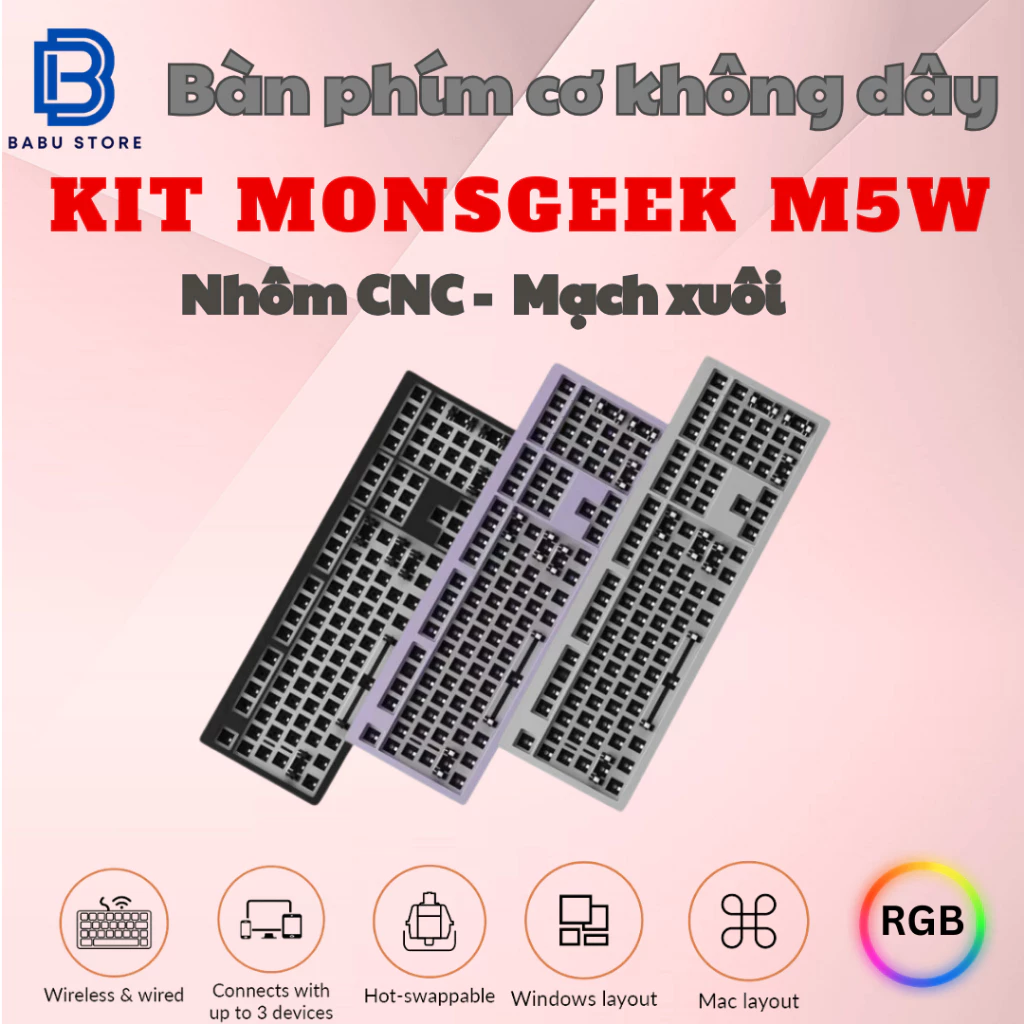 BABU STORE
Bàn phím cơ không dây
KIT MONSGEEK M5W
Nhôm CNC - Mạch xuôi
Wireless & wired
Connects with
up to 3 devices
Hot-swappable
Windows layout
Mac layout
RGB